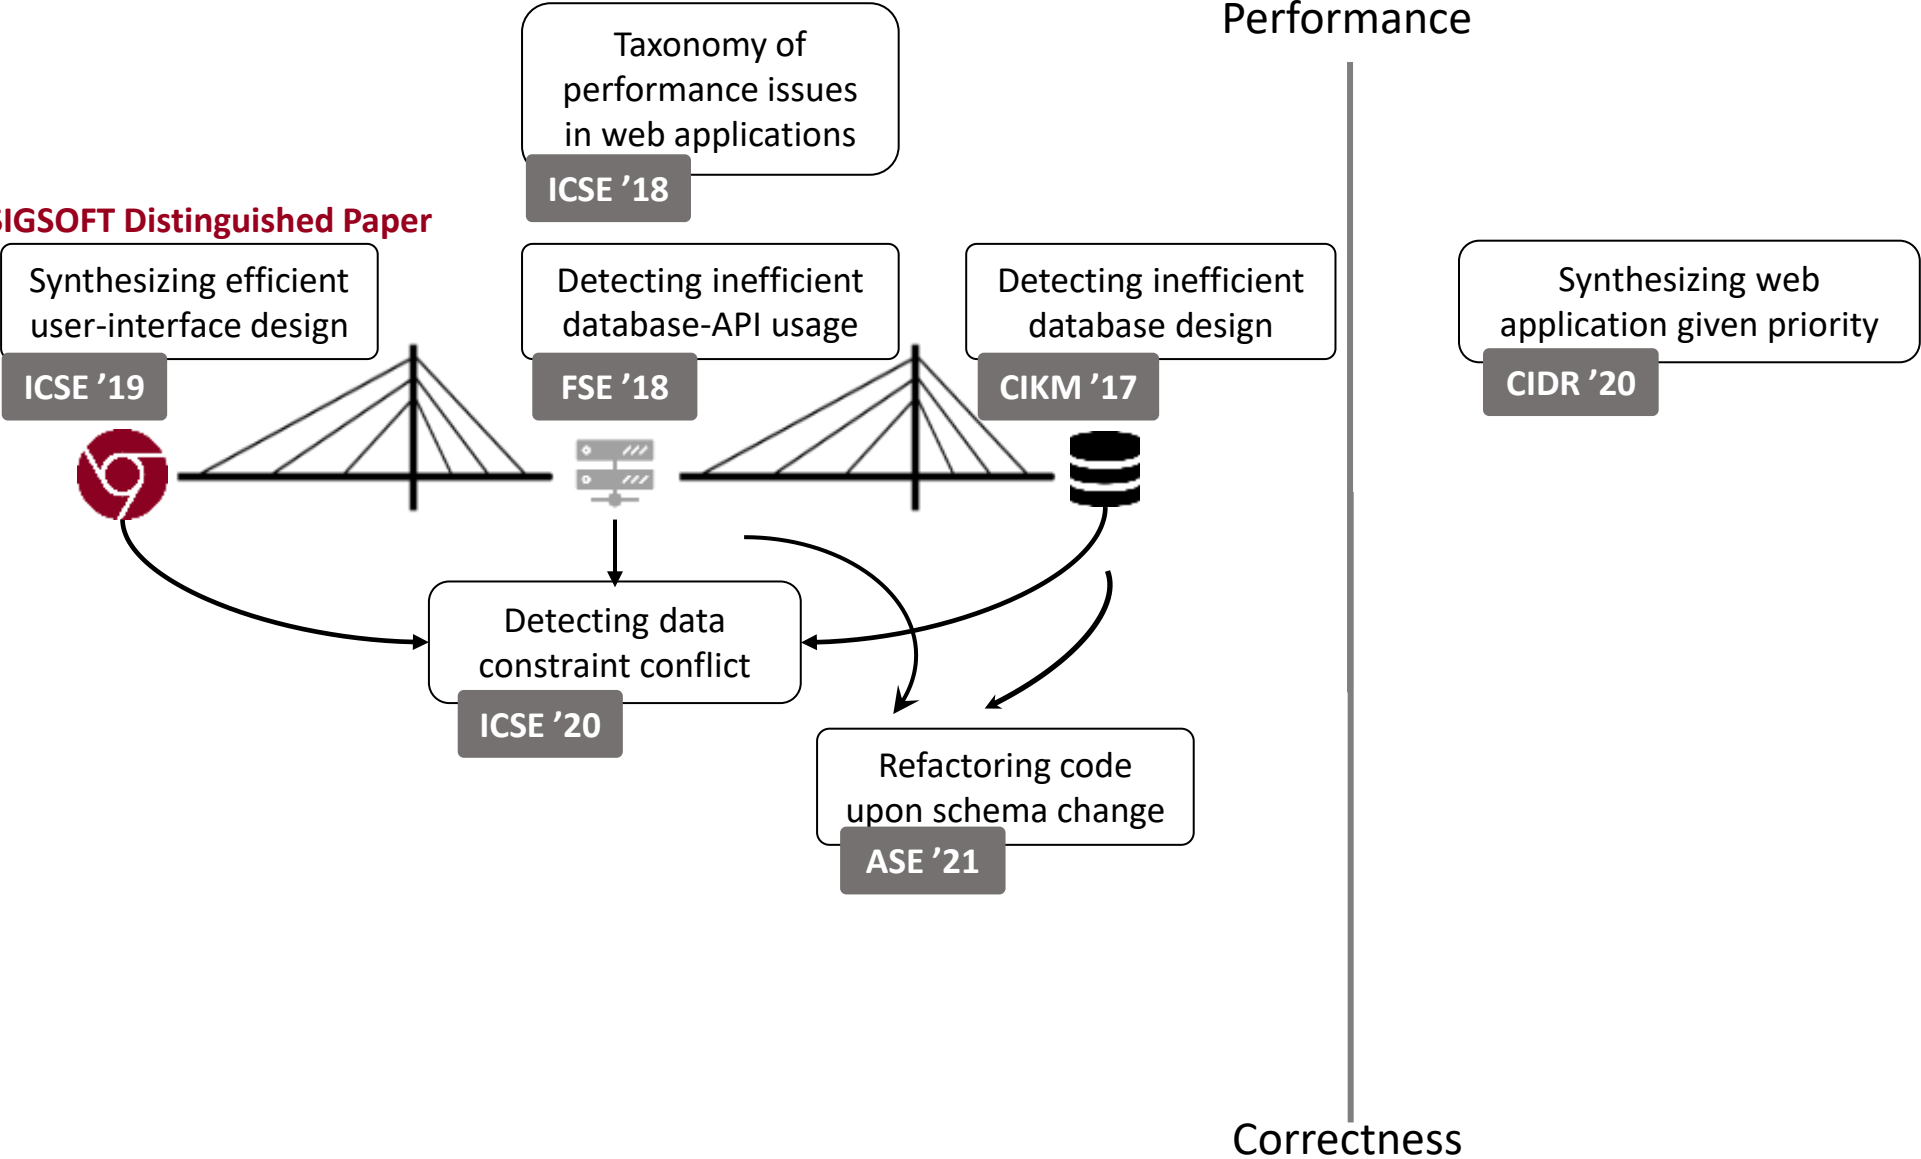 Performance
Taxonomy of
performance issues
in web applications
ICSE ’18
SIGSOFT Distinguished Paper
Synthesizing efficient
user-interface design
ICSE ’19
Detecting inefficient
database-API usage
FSE ’18
Detecting inefficient
database design
CIKM ’17
Synthesizing web
application given priority
CIDR ’20
Detecting data
constraint conflict
ICSE ’20
Refactoring code
upon schema change
ASE ’21
Correctness